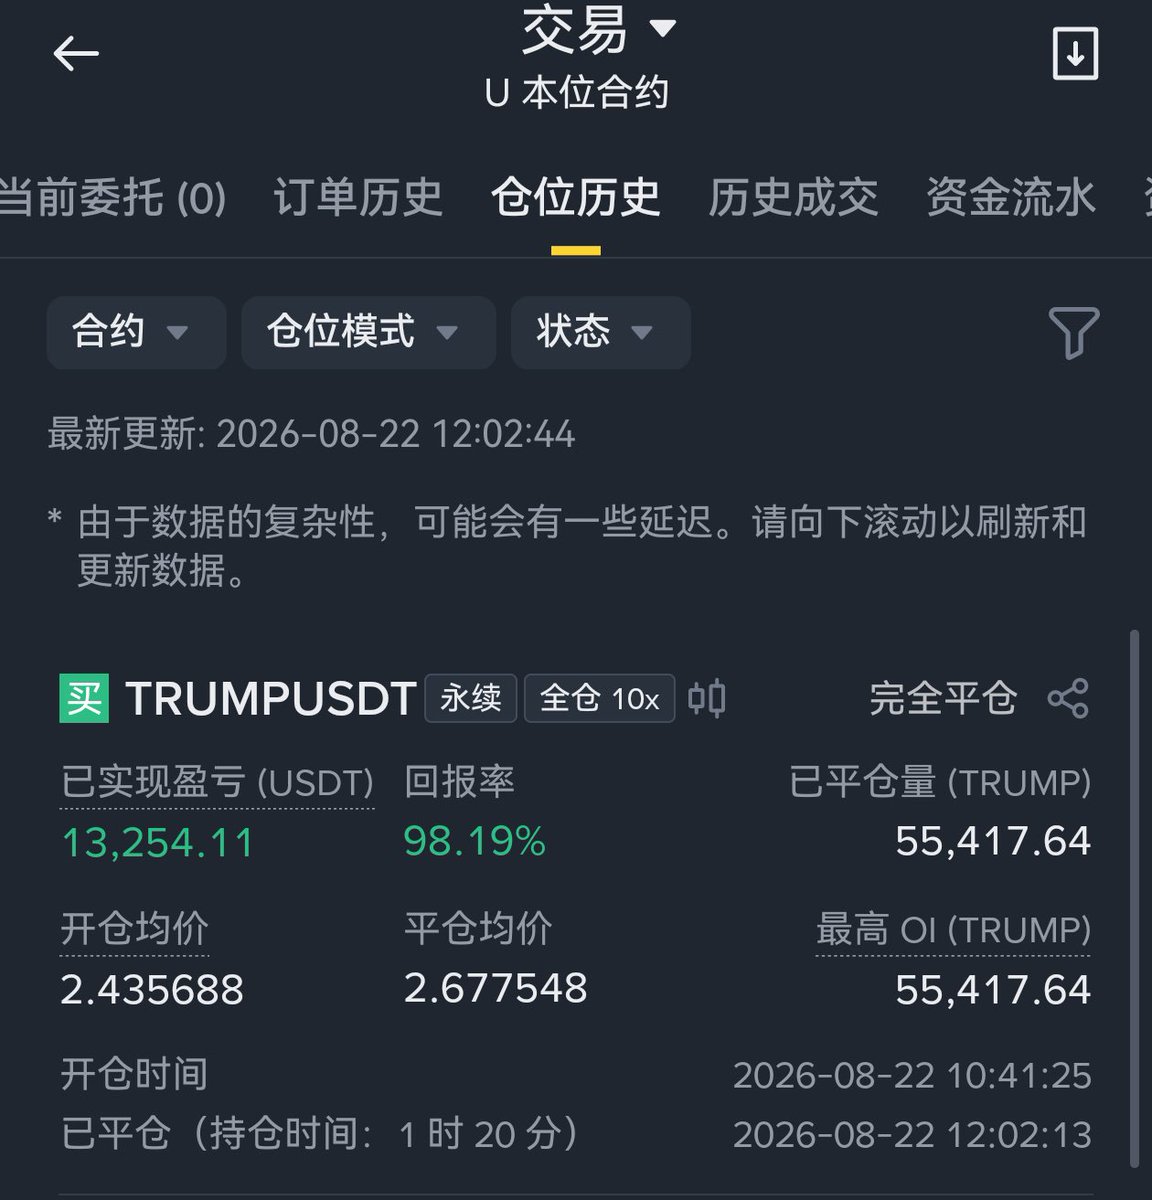 交易
U 本位合约
当前委托 (0) 订单历史 仓位历史 历史成交 资金流水
合约 仓位模式 状态
最新更新: 2026-08-22 12:02:44
* 由于数据的复杂性，可能会有一些延迟。请向下滚动以刷新和
更新数据。
买 TRUMPUSDT 永续 全仓 10x 完全平仓
已实现盈亏 (USDT) 回报率 已平仓量 (TRUMP)
13,254.11 98.19% 55,417.64
开仓均价 平仓均价 最高 OI (TRUMP)
2.435688 2.677548 55,417.64
开仓时间 2026-08-22 10:41:25
已平仓（持仓时间： 1 时 20 分） 2026-08-22 12:02:13